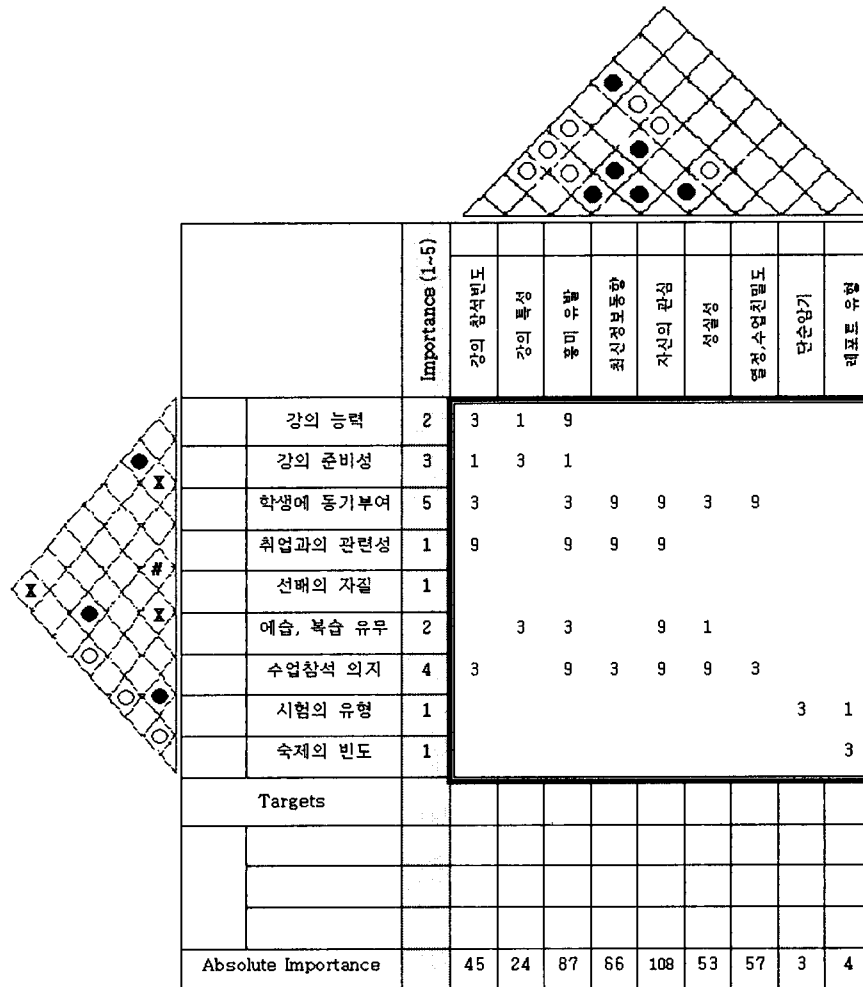 Importance (1~5)
강의 참석빈도
강의 특성
흥미 유발
최신정보동향
자신의 관심
성실성
열정,수업친밀도
단순암기
레포트 유형
강의 능력 2 3 1 9
강의 준비성 3 1 3 1
학생에 동기부여 5 3 3 9 9 3 9
취업과의 관련성 1 9 9 9 9
선배의 자질 1
예습, 복습 유무 2 3 3 9 1
수업참석 의지 4 3 9 3 9 9 3
시험의 유형 1 3 1
숙제의 빈도 1 3
Targets
Absolute Importance 45 24 87 66 108 53 57 3 4
X
#
X
X